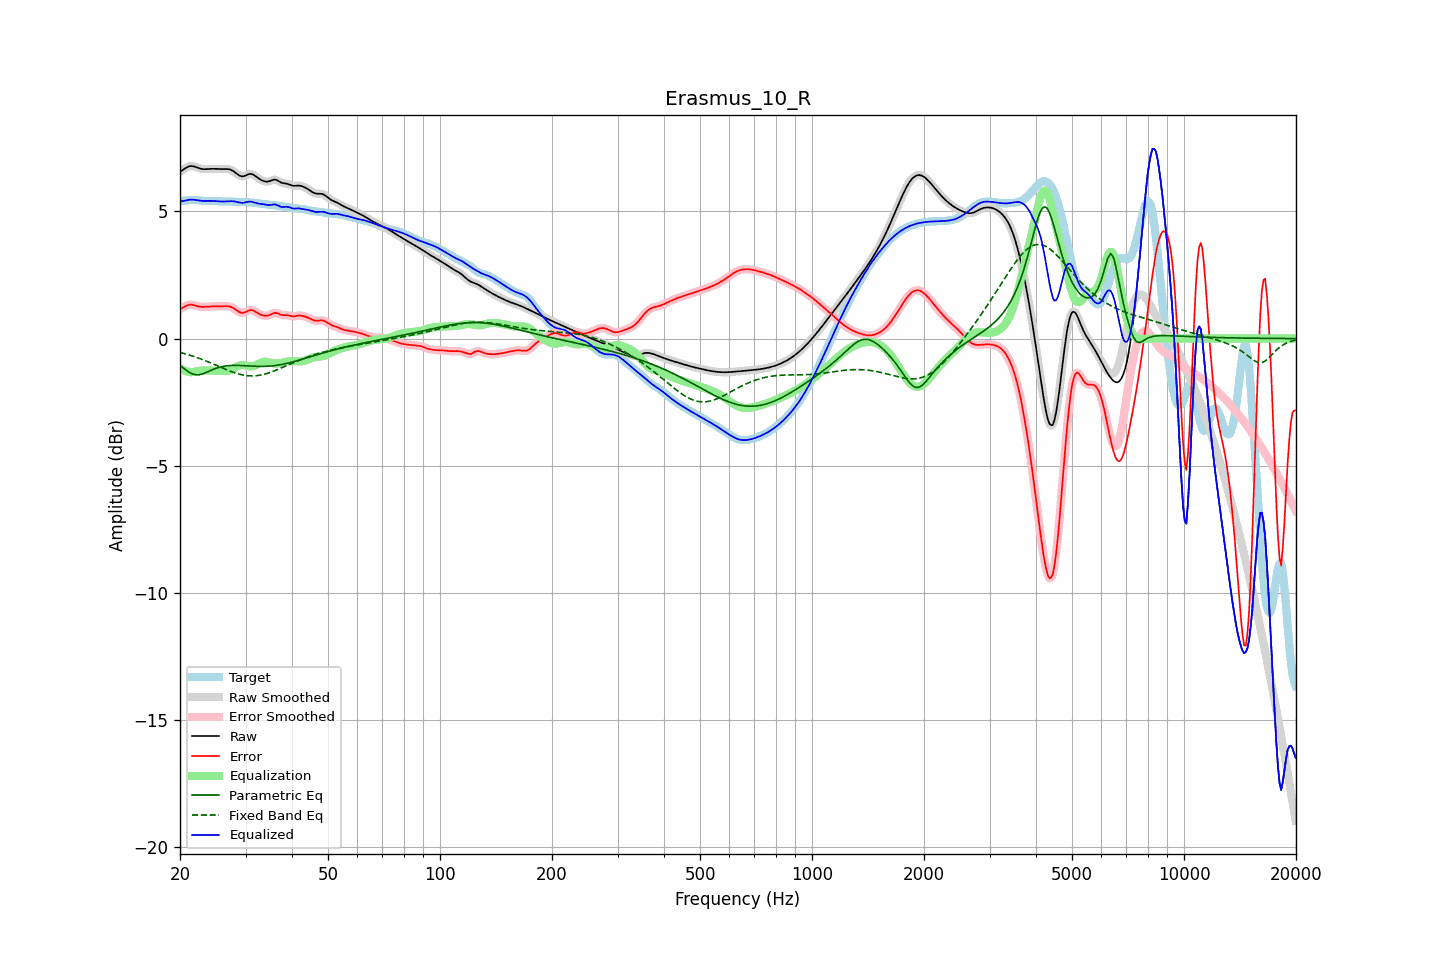 Erasmus_10_R
Amplitude (dBr)
5
0
−5
−10
−15
−20
Target
Raw Smoothed
Error Smoothed
Raw
Error
Equalization
Parametric Eq
Fixed Band Eq
Equalized
20 50 100 200 500 1000 2000 5000 10000 20000
Frequency (Hz)